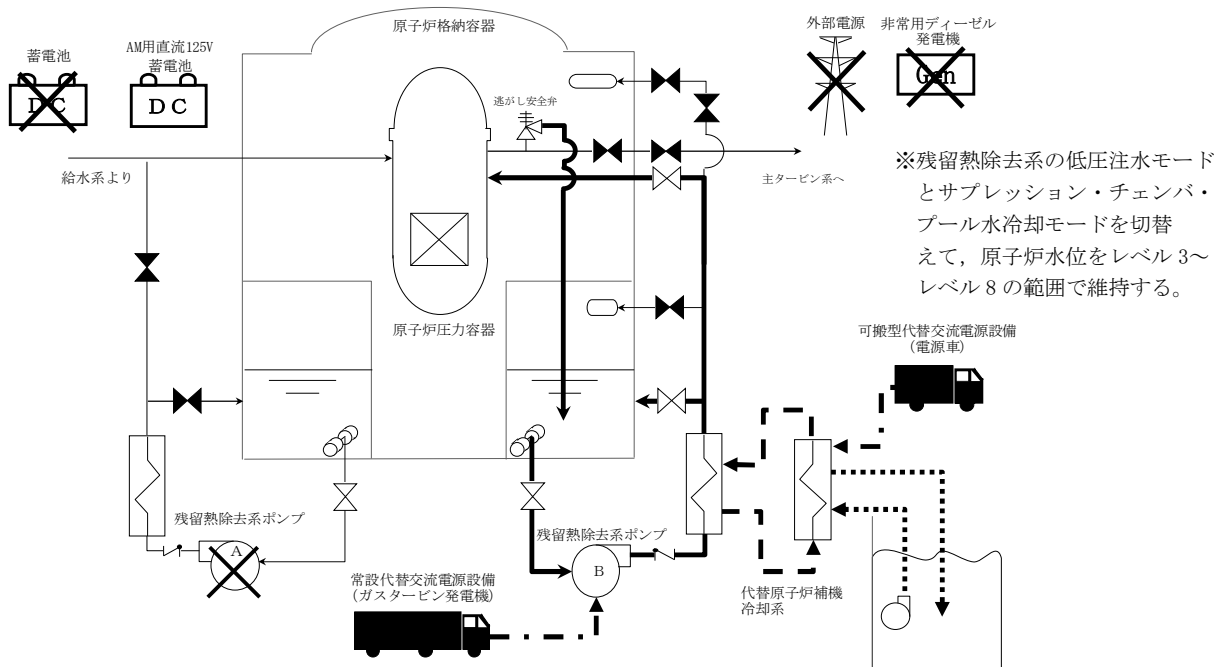 原子炉格納容器
外部電源
非常用ディーゼル
発電機
蓄電池
AM用直流125V
蓄電池
DC
DC
Gen
逃がし安全弁
給水系より
主タービン系へ
※残留熱除去系の低圧注水モード
とサプレッション・チェンバ・
プール水冷却モードを切替
えて，原子炉水位をレベル3～
レベル8の範囲で維持する。
原子炉圧力容器
可搬型代替交流電源設備
(電源車)
残留熱除去系ポンプ
A
残留熱除去系ポンプ
B
常設代替交流電源設備
(ガスタービン発電機)
代替原子炉補機
冷却系